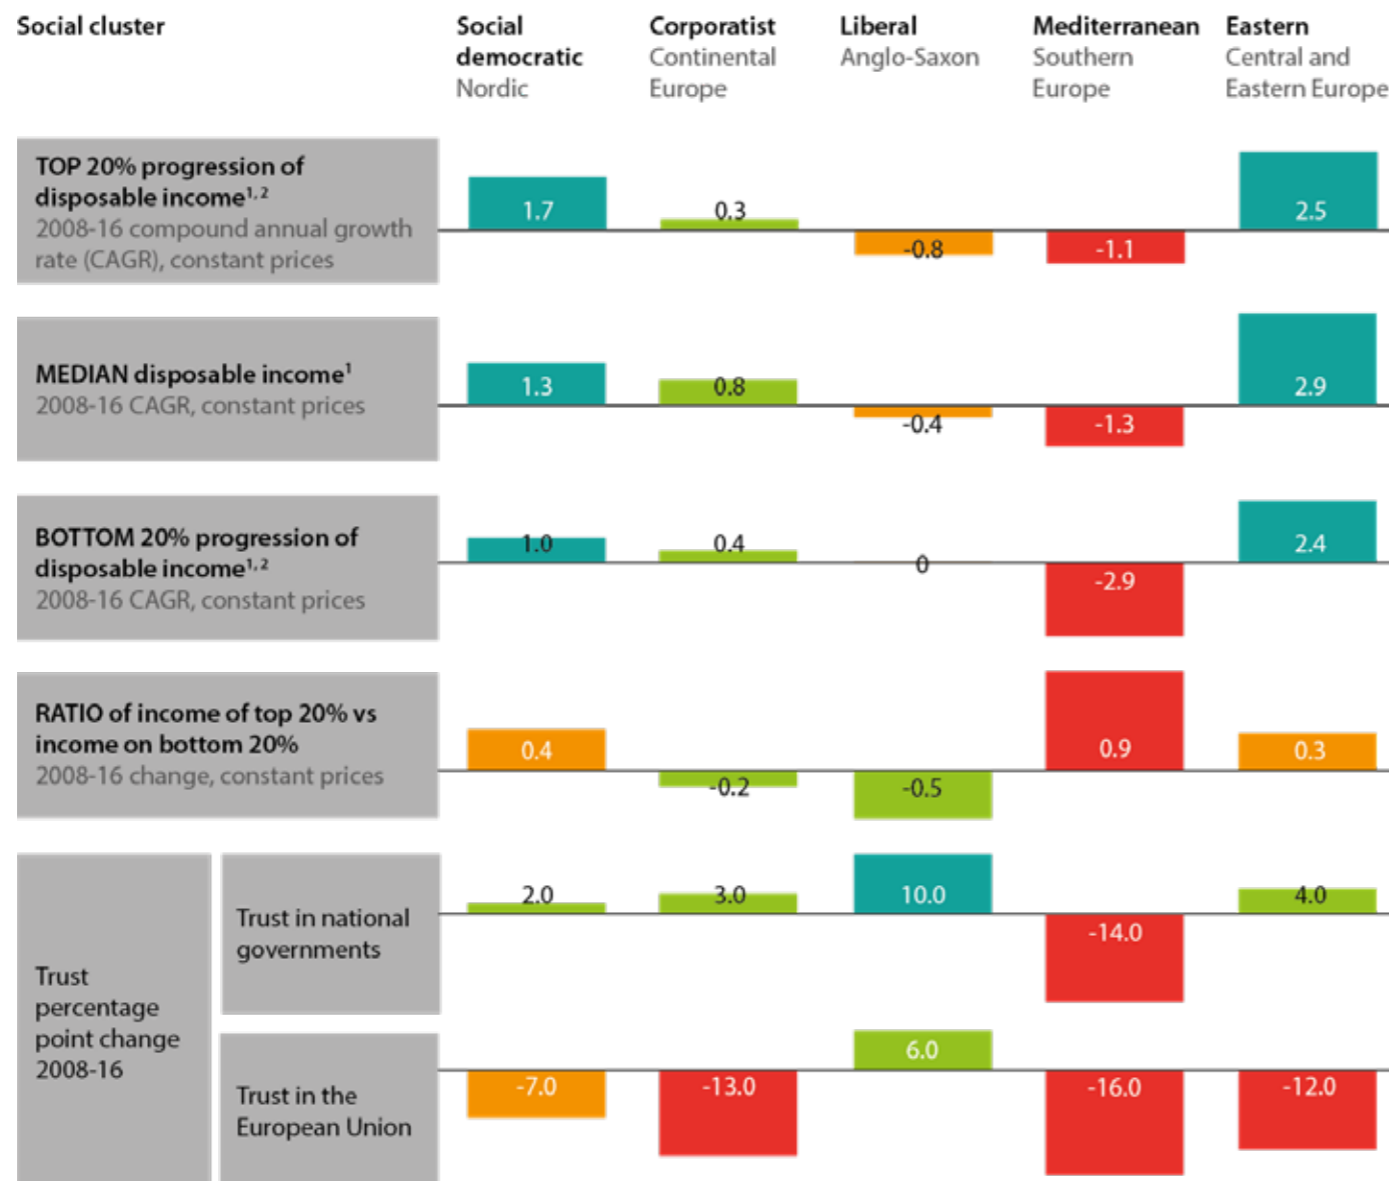 Social cluster
Social democratic
Nordic
Corporatist
Continental Europe
Liberal
Anglo-Saxon
Mediterranean
Southern Europe
Eastern
Central and Eastern Europe
TOP 20% progression of
disposable income¹,²
2008-16 compound annual growth
rate (CAGR), constant prices
1.7 0.3 -0.8 -1.1 2.5
MEDIAN disposable income¹
2008-16 CAGR, constant prices
1.3 0.8 -0.4 -1.3 2.9
BOTTOM 20% progression of
disposable income¹,²
2008-16 CAGR, constant prices
1.0 0.4 0 -2.9 2.4
RATIO of income of top 20% vs
income on bottom 20%
2008-16 change, constant prices
0.4 -0.2 -0.5 0.9 0.3
Trust
percentage
point change
2008-16
Trust in national
governments
2.0 3.0 10.0 -14.0 4.0
Trust in the
European Union
-7.0 -13.0 6.0 -16.0 -12.0